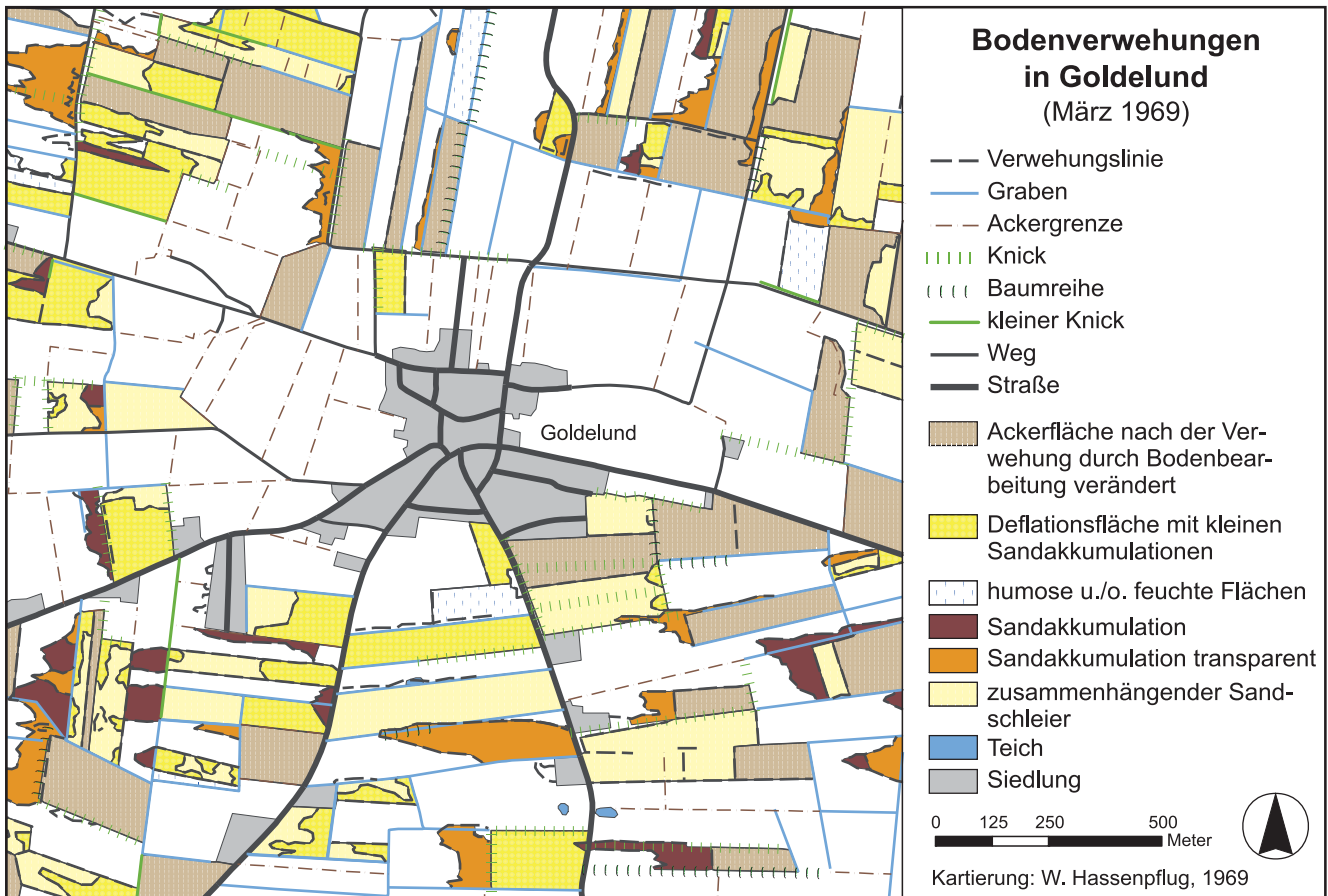 Bodenverwehungen
in Goldelund
(März 1969)
Verwehungslinie
Graben
Ackergrenze
Knick
Baumreihe
kleiner Knick
Weg
Straße
Ackerfläche nach der Ver-
wehung durch Bodenbear-
beitung verändert
Deflationsfläche mit kleinen
Sandakkumulationen
humose u./o. feuchte Flächen
Sandakkumulation
Sandakkumulation transparent
zusammenhängender Sand-
schleier
Teich
Siedlung
0 125 250 500
Meter
Kartierung: W. Hassenpflug, 1969
Goldelund